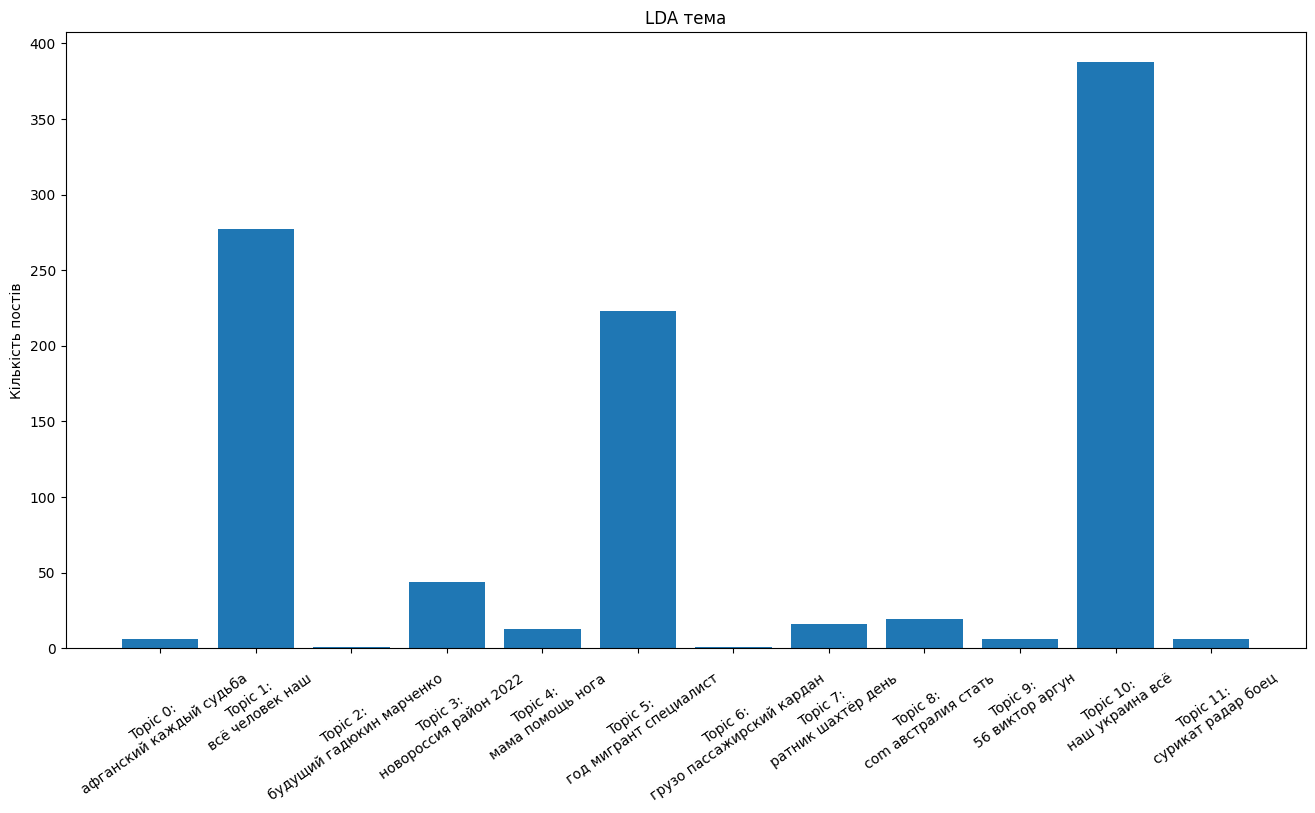 LDA тема
Кількість постів
400
350
300
250
200
150
100
50
0
Topic 0:
афганский каждый судьба
Topic 1:
всё человек наш
Topic 2:
будущий гадюкин марченко
Topic 3:
новороссия район 2022
Topic 4:
мама помощь нога
Topic 5:
год мигрант специалист
Topic 6:
грузо пассажирский кардан
Topic 7:
ратник шахтёр день
Topic 8:
com австралия стать
Topic 9:
56 виктор аргун
Topic 10:
наш украина всё
Topic 11:
сурикат радар боец